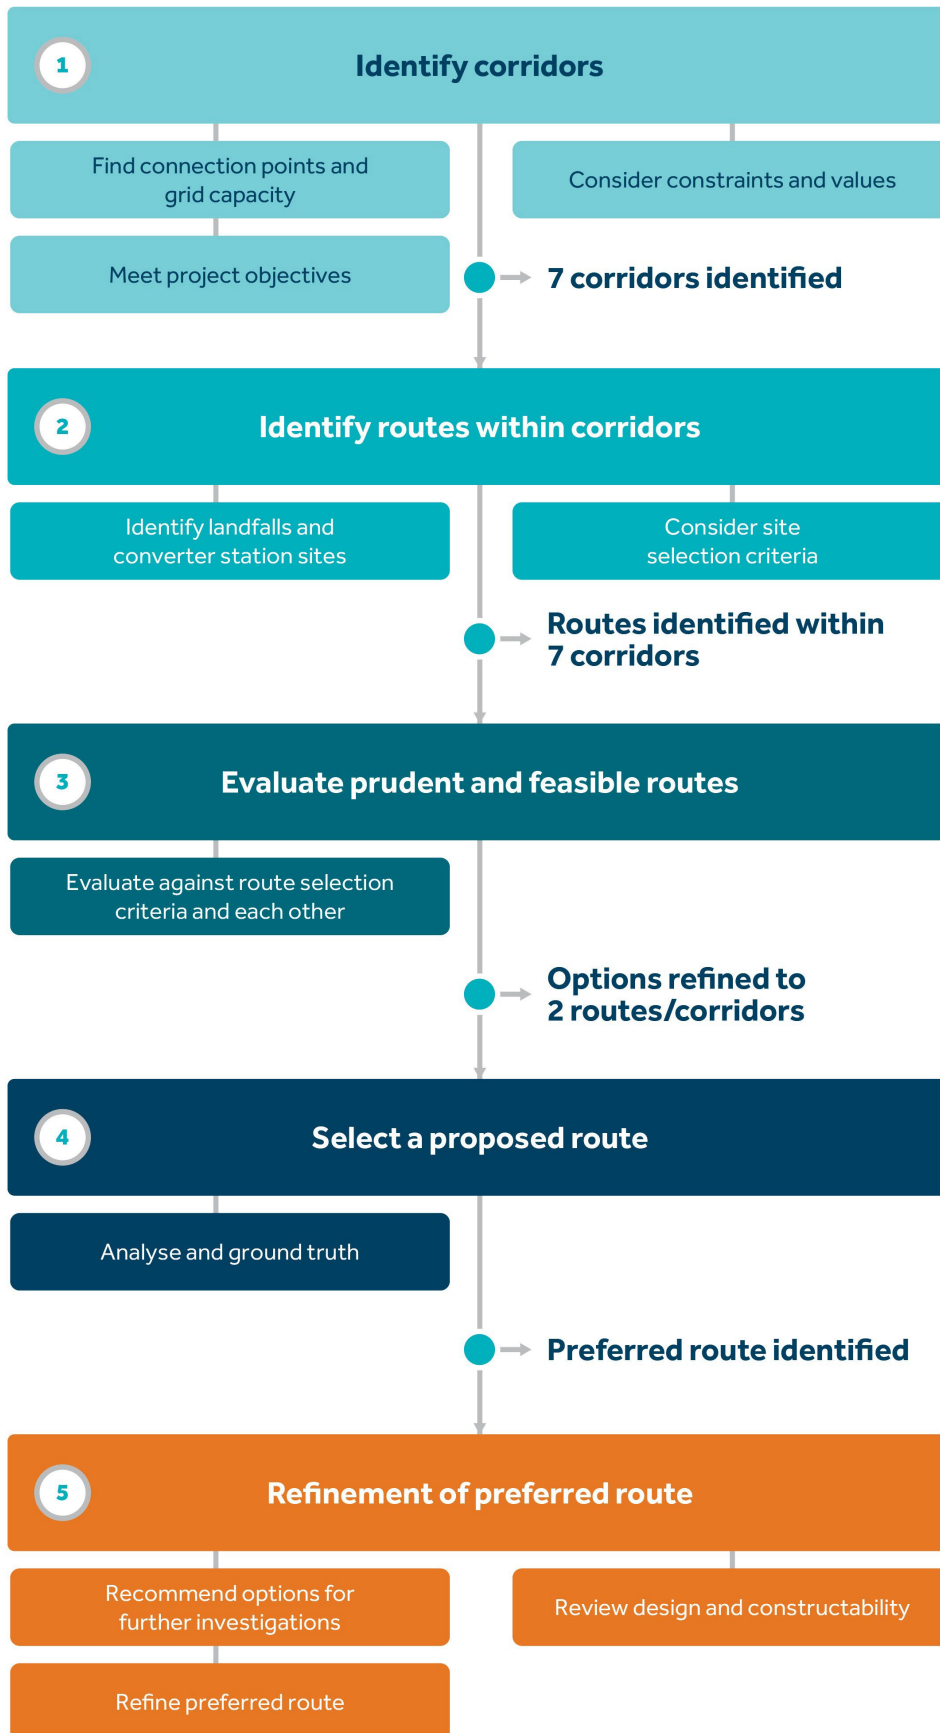 1
Identify corridors
Find connection points and
grid capacity
Consider constraints and values
Meet project objectives
7 corridors identified
2
Identify routes within corridors
Identify landfalls and
converter station sites
Consider site
selection criteria
Routes identified within
7 corridors
3
Evaluate prudent and feasible routes
Evaluate against route selection
criteria and each other
Options refined to
2 routes/corridors
4
Select a proposed route
Analyse and ground truth
Preferred route identified
5
Refinement of preferred route
Recommend options for
further investigations
Review design and constructability
Refine preferred route